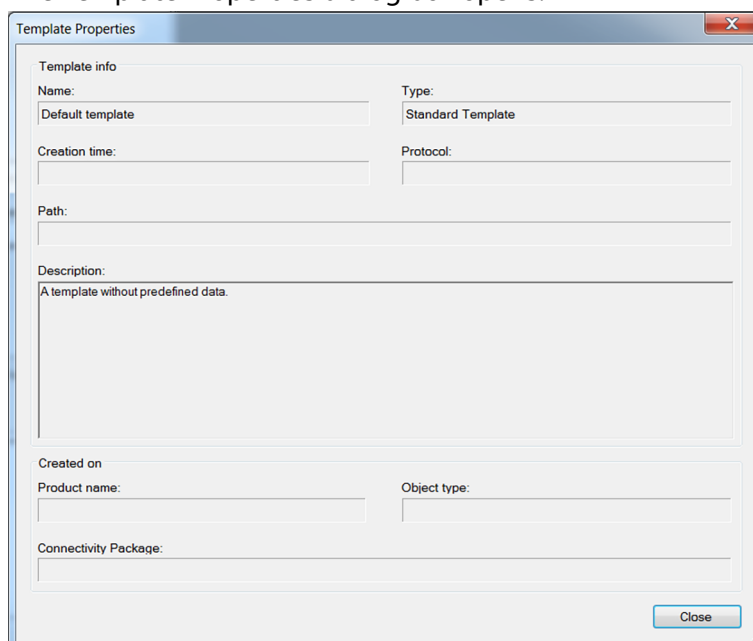 Template Properties
Template info
Name:
Type:
Default template
Standard Template
Creation time:
Protocol:
Path:
Description:
A template without predefined data.
Created on
Product name:
Object type:
Connectivity Package:
Close